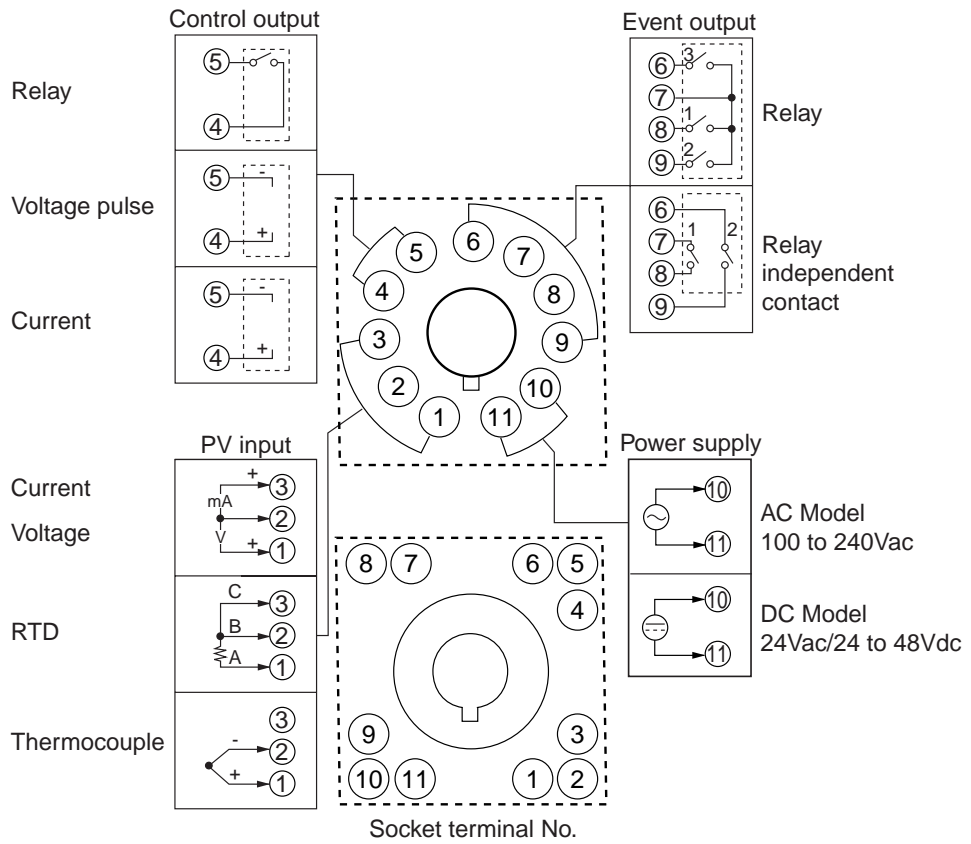 Control output
Relay
5
4
Voltage pulse
5 -
4 +
Current
5 -
4 +
Event output
6 3
7
8 1
9 2
Relay
6
7 1 2
8
9
Relay
independent
contact
6
5
7
4
8
3
9
2
10
1
11
PV input
Current
Voltage
+ 3
mA
2
V
+ 1
RTD
C 3
B 2
A 1
Thermocouple
3
- 2
+ 1
Power supply
10
11
AC Model
100 to 240Vac
10
11
DC Model
24Vac/24 to 48Vdc
8 7 6 5
4
9 3
10 11 1 2
Socket terminal No.